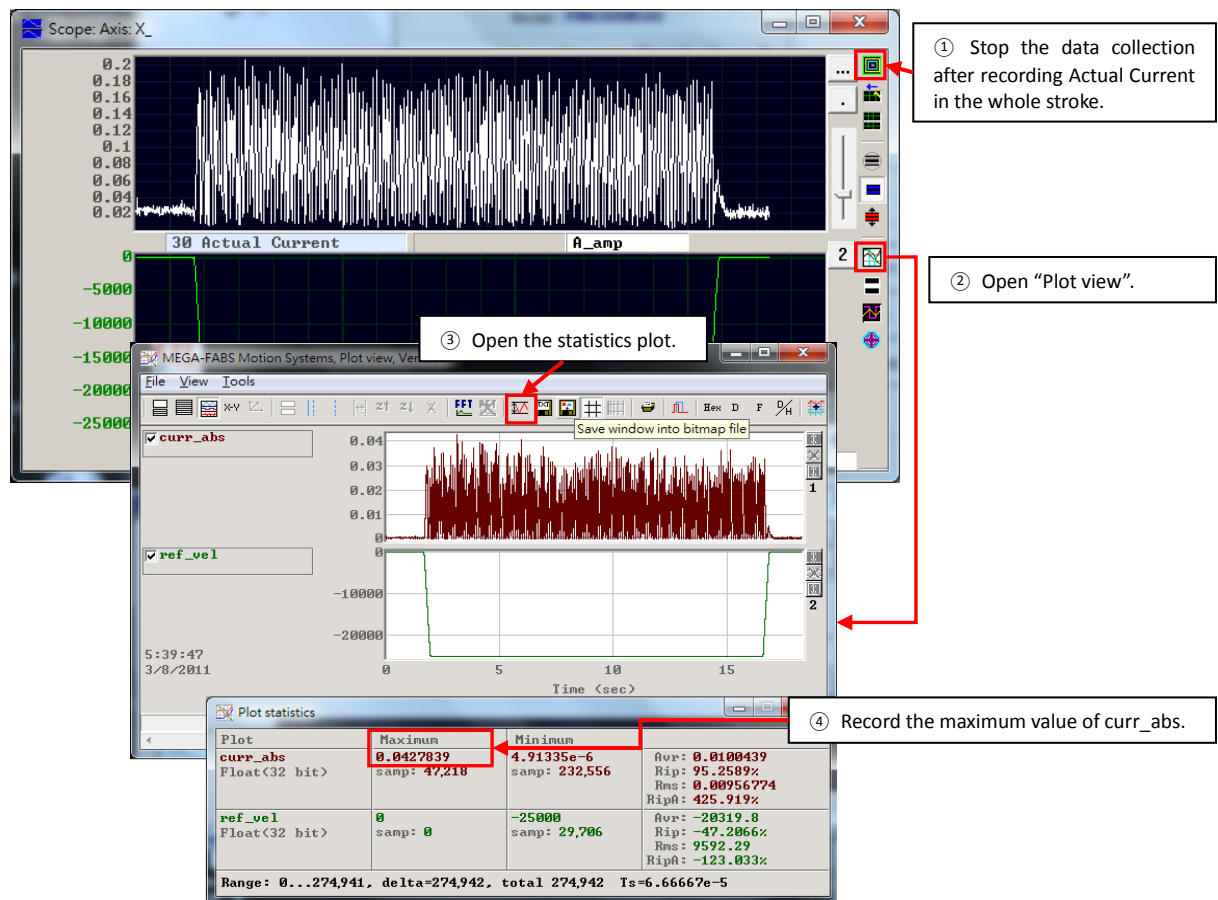 Scope: Axis: X_
0.2
0.18
0.16
0.14
0.12
0.1
0.08
0.06
0.04
0.02
...
.
30 Actual Current
A_amp
0
-5000
-10000
-15000
-20000
-25000
2
① Stop the data collection
after recording Actual Current
in the whole stroke.
② Open “Plot view”.
③ Open the statistics plot.
MEGA-FABS Motion Systems, Plot view, Ver
File View Tools
X-Y
FFT
TXT
Hex D F D/H
Save window into bitmap file
curr_abs
0.04
0.03
0.02
0.01
0
1
ref_vel
0
-10000
-20000
2
5:39:47
3/8/2011
0 5 10 15
Time (sec)
④ Record the maximum value of curr_abs.
Plot statistics
Plot Maximum Minimum
curr_abs 0.0427839 4.91335e-6 Avr: 0.0100439
Float(32 bit) samp: 47,218 samp: 232,556 Rip: 95.2589%
Rms: 0.00956774
RipA: 425.919%
ref_vel 0 -25000 Avr: -20319.8
Float(32 bit) samp: 0 samp: 29,706 Rip: -47.2066%
Rms: 9592.29
RipA: -123.033%
Range: 0...274,941, delta=274,942, total 274,942 Ts=6.66667e-5